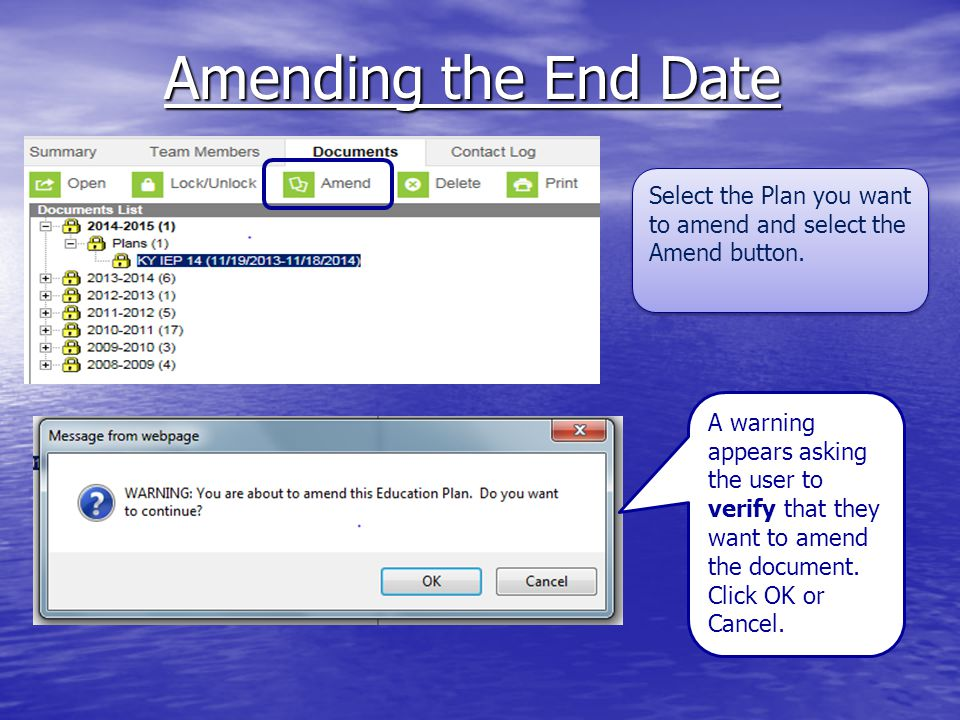 Amending the End Date
Summary Team Members Documents Contact Log
Open Lock/Unlock Amend Delete Print
Documents List
2014-2015 (1)
Plans (1)
KY IEP 14 (11/19/2013-11/18/2014)
2013-2014 (6)
2012-2013 (1)
2011-2012 (5)
2010-2011 (17)
2009-2010 (3)
2008-2009 (4)
Select the Plan you want
to amend and select the
Amend button.
Message from webpage
WARNING: You are about to amend this Education Plan. Do you want
to continue?
OK Cancel
A warning
appears asking
the user to
verify that they
want to amend
the document.
Click OK or
Cancel.